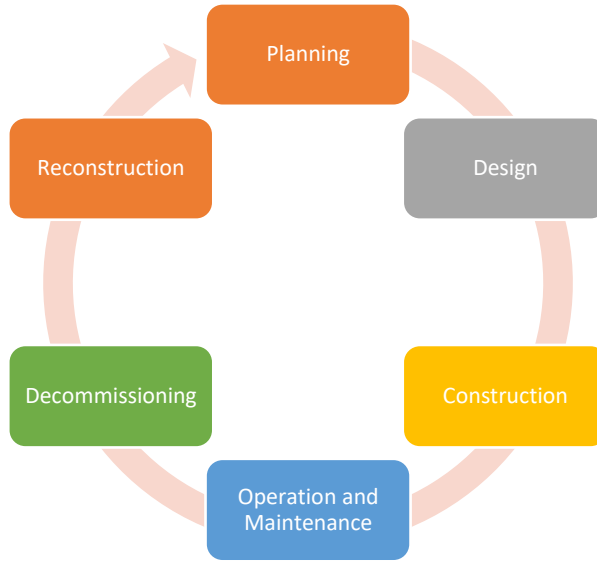 Planning
Design
Construction
Operation and
Maintenance
Decommissioning
Reconstruction